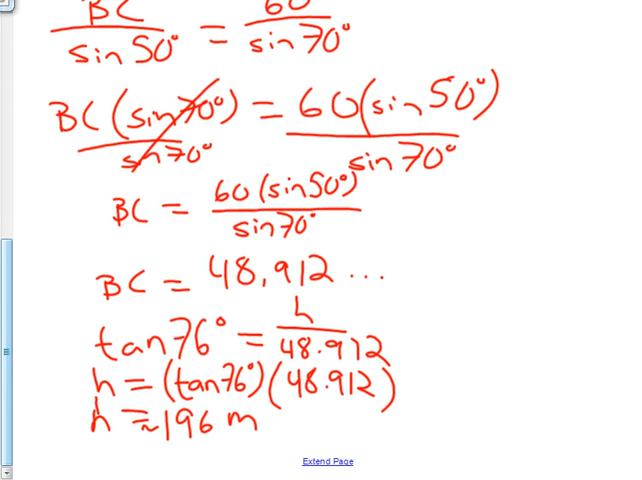 BC/sin 50° = 60/sin 70°
BC (sin 70°)/sin 70° = 60(sin 50°)/sin 70°
BC = 60 (sin 50°)/sin 70°
BC = 48,912 ...
tan 76° = h/48.912
h = (tan 76°)(48.912)
h ≈ 196 m
Extend Page